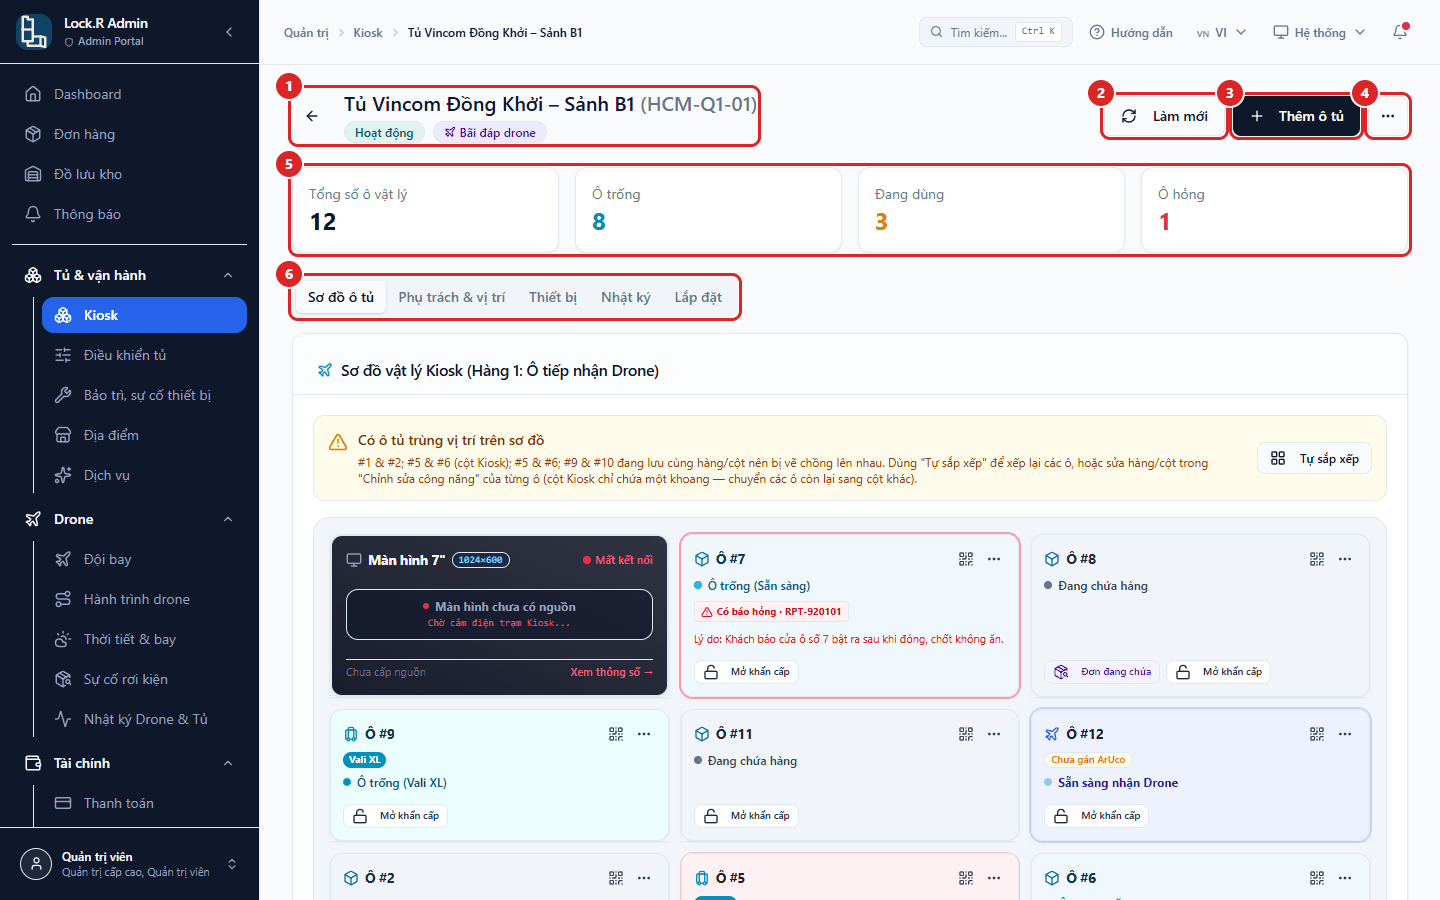 Lock.R Admin
Admin Portal
Dashboard
Đơn hàng
Đồ lưu kho
Thông báo
Tủ & vận hành
Kiosk
Điều khiển tủ
Bảo trì, sự cố thiết bị
Địa điểm
Dịch vụ
Drone
Đội bay
Hành trình drone
Thời tiết & bay
Sự cố rơi kiện
Nhật ký Drone & Tủ
Tài chính
Thanh toán
Quản trị viên
Quản trị cấp cao, Quản trị viên
Quản trị > Kiosk > Tủ Vincom Đồng Khởi – Sảnh B1
Tìm kiếm... Ctrl K
Hướng dẫn
VN VI
Hệ thống
1
Tủ Vincom Đồng Khởi – Sảnh B1 (HCM-Q1-01)
Hoạt động
Bãi đáp drone
2
Làm mới
3
Thêm ô tủ
4
5
Tổng số ô vật lý
12
Ô trống
8
Đang dùng
3
Ô hỏng
1
6
Sơ đồ ô tủ
Phụ trách & vị trí
Thiết bị
Nhật ký
Lắp đặt
Sơ đồ vật lý Kiosk (Hàng 1: Ô tiếp nhận Drone)
Có ô tủ trùng vị trí trên sơ đồ
#1 & #2; #5 & #6 (cột Kiosk); #5 & #6; #9 & #10 đang lưu cùng hàng/cột nên bị vẽ chồng lên nhau. Dùng "Tự sắp xếp" để xếp lại các ô, hoặc sửa hàng/cột trong
"Chỉnh sửa công năng" của từng ô (cột Kiosk chỉ chứa một khoang — chuyển các ô còn lại sang cột khác).
Tự sắp xếp
Màn hình 7" 1024×600 Mất kết nối
Màn hình chưa có nguồn
Chờ cắm điện trạm Kiosk...
Chưa cấp nguồn
Xem thông số →
Ô #7
Ô trống (Sẵn sàng)
Có báo hỏng · RPT-920101
Lý do: Khách báo cửa ô số 7 bật ra sau khi đóng, chốt không ăn.
Mở khẩn cấp
Ô #8
Đang chứa hàng
Đơn đang chứa
Mở khẩn cấp
Ô #9
Vali XL
Ô trống (Vali XL)
Mở khẩn cấp
Ô #11
Đang chứa hàng
Mở khẩn cấp
Ô #12
Chưa gán ArUco
Sẵn sàng nhận Drone
Mở khẩn cấp
Ô #2
Ô #5
Ô #6